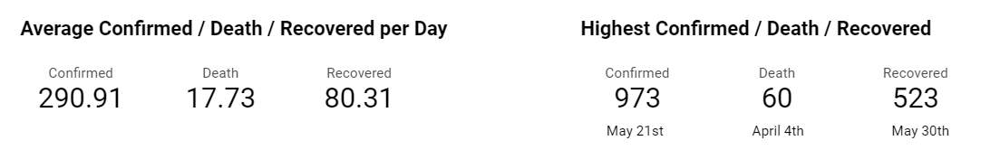 Average Confirmed / Death / Recovered per Day
Confirmed Death Recovered
290.91 17.73 80.31
Highest Confirmed / Death / Recovered
Confirmed Death Recovered
973 60 523
May 21st April 4th May 30th